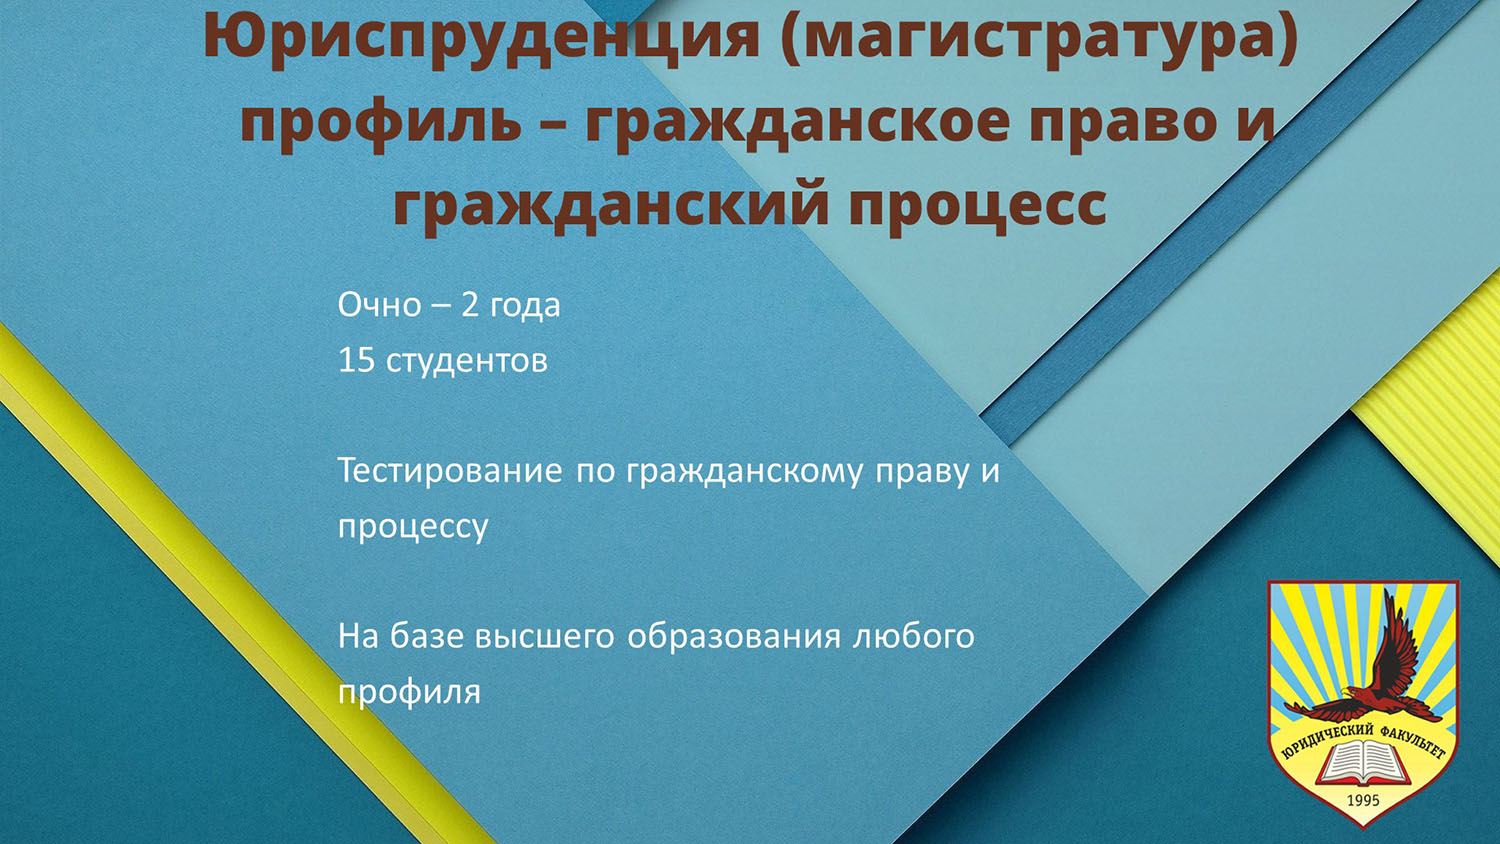 Юриспруденция (магистратура)
профиль – гражданское право и
гражданский процесс
Очно – 2 года
15 студентов
Тестирование по гражданскому праву и
процессу
На базе высшего образования любого
профиля
ЮРИДИЧЕСКИЙ ФАКУЛЬТЕТ
1995